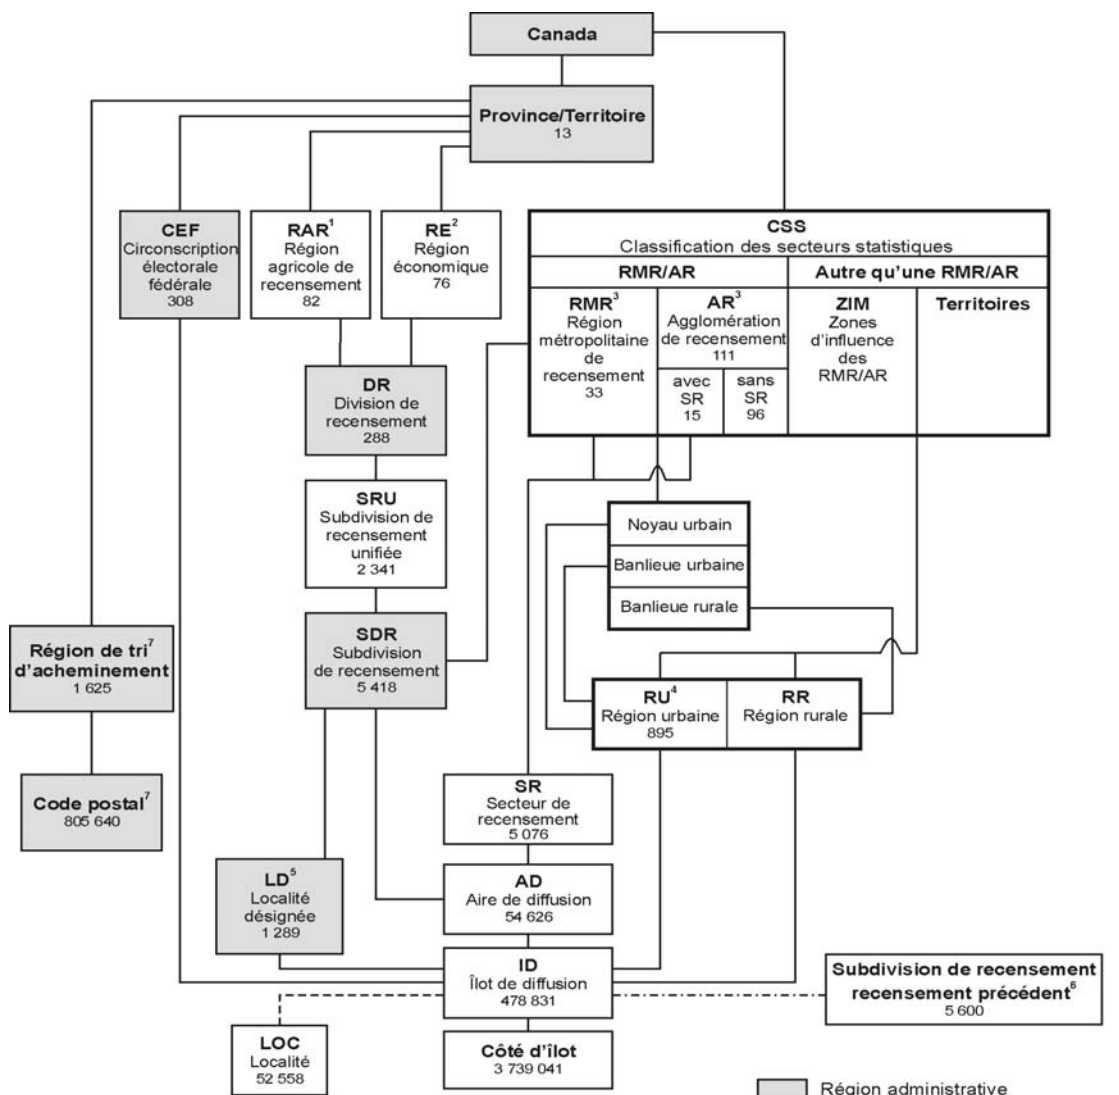 Canada
Province/Territoire
13
CEF
Circonscription
électorale
fédérale
308
RAR¹
Région
agricole de
recensement
82
RE²
Région
économique
76
CSS
Classification des secteurs statistiques
RMR/AR
Autre qu'une RMR/AR
RMR³
Région
métropolitaine
de
recensement
33
AR³
Agglomération
de recensement
111
avec
SR
15
sans
SR
96
ZIM
Zones
d'influence
des
RMR/AR
Territoires
DR
Division de
recensement
288
SRU
Subdivision de
recensement
unifiée
2 341
Noyau urbain
Banlieue urbaine
Banlieue rurale
SDR
Subdivision
de recensement
5 418
Région de tri⁷
d'acheminement
1 625
RU⁴
Région urbaine
895
RR
Région rurale
Code postal⁷
805 640
SR
Secteur de
recensement
5 076
LD⁵
Localité
désignée
1 289
AD
Aire de diffusion
54 626
ID
Îlot de diffusion
478 831
Subdivision de recensement
recensement précédent⁶
5 600
LOC
Localité
52 558
Côté d'îlot
3 739 041
Région administrative